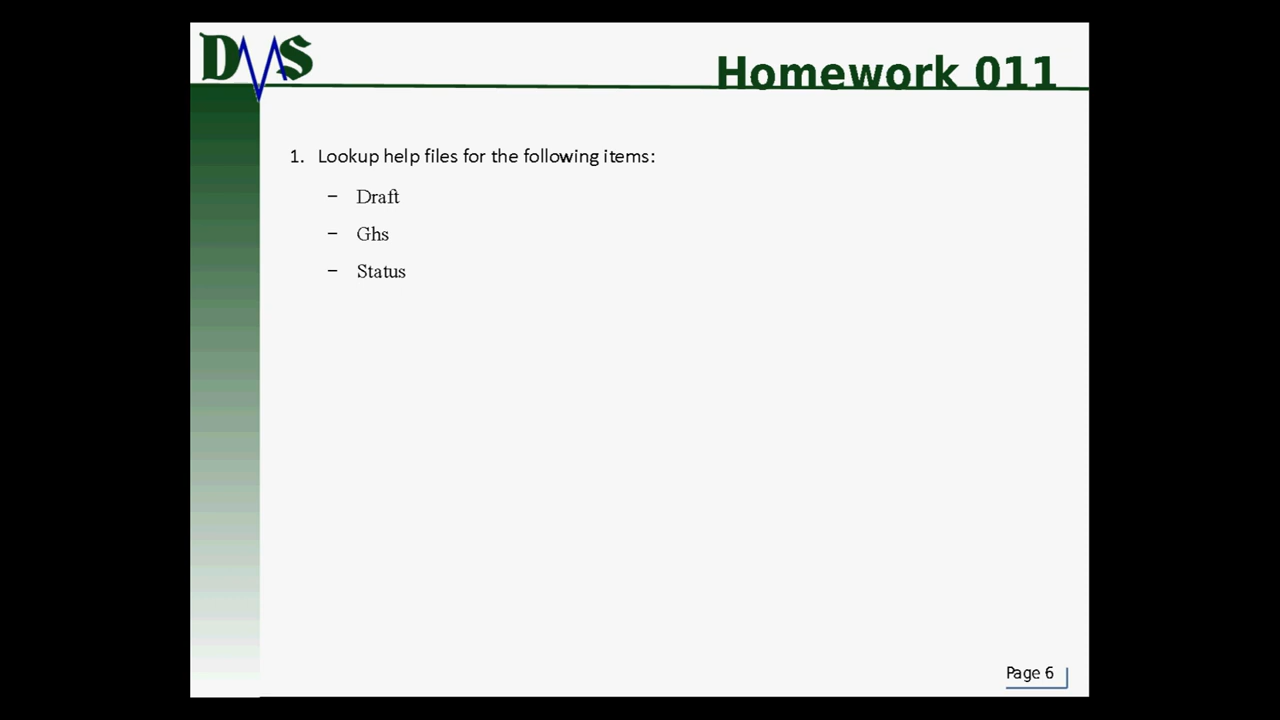 DVS
Homework 011
1. Lookup help files for the following items:
– Draft
– Ghs
– Status
Page 6